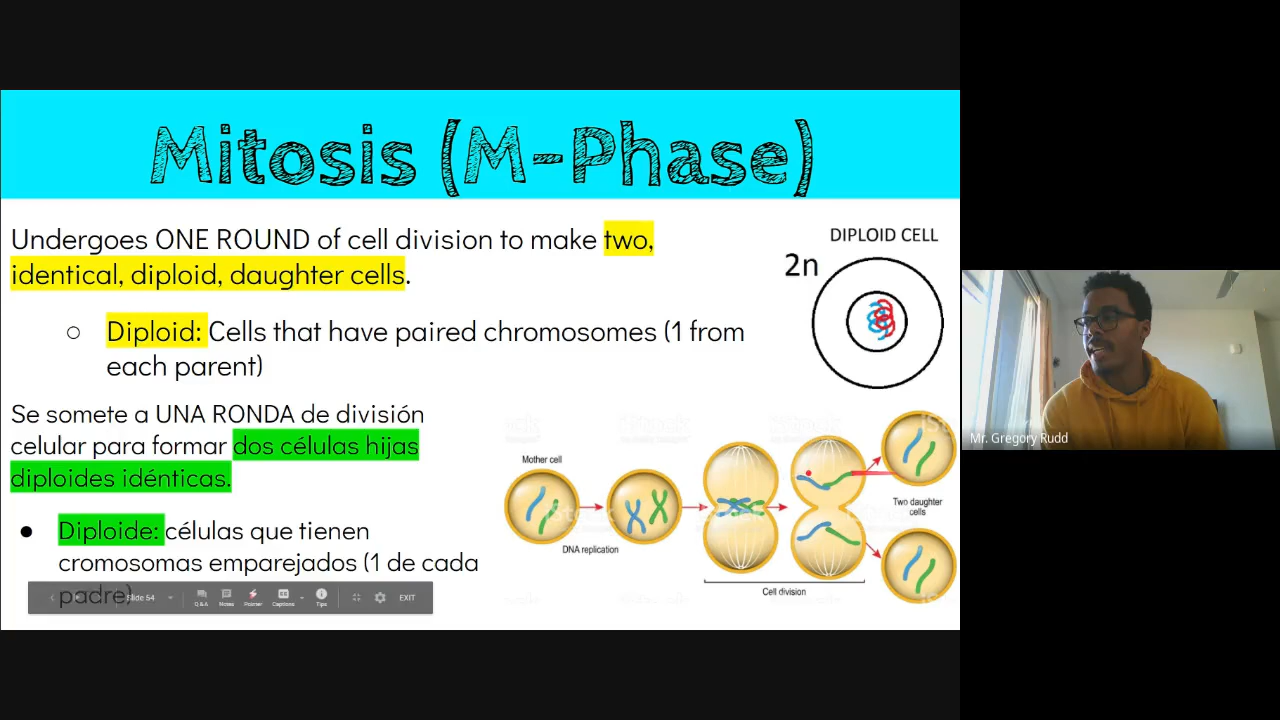 Mitosis (M-Phase)
Undergoes ONE ROUND of cell division to make two,
identical, diploid, daughter cells.
○ Diploid: Cells that have paired chromosomes (1 from
each parent)
Se somete a UNA RONDA de división
celular para formar dos células hijas
diploides idénticas.
● Diploide: células que tienen
cromosomas emparejados (1 de cada
padre)
DIPLOID CELL
2n
Mother cell
DNA replication
Cell division
Two daughter
cells
iStock
Slide 54
Q&A
Notes
Pointer
Captions
Tips
EXIT
Mr. Gregory Rudd